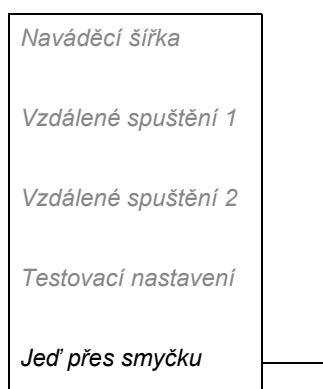 Naváděcí šířka
Vzdálené spuštění 1
Vzdálené spuštění 2
Testovací nastavení
Jeď přes smyčku